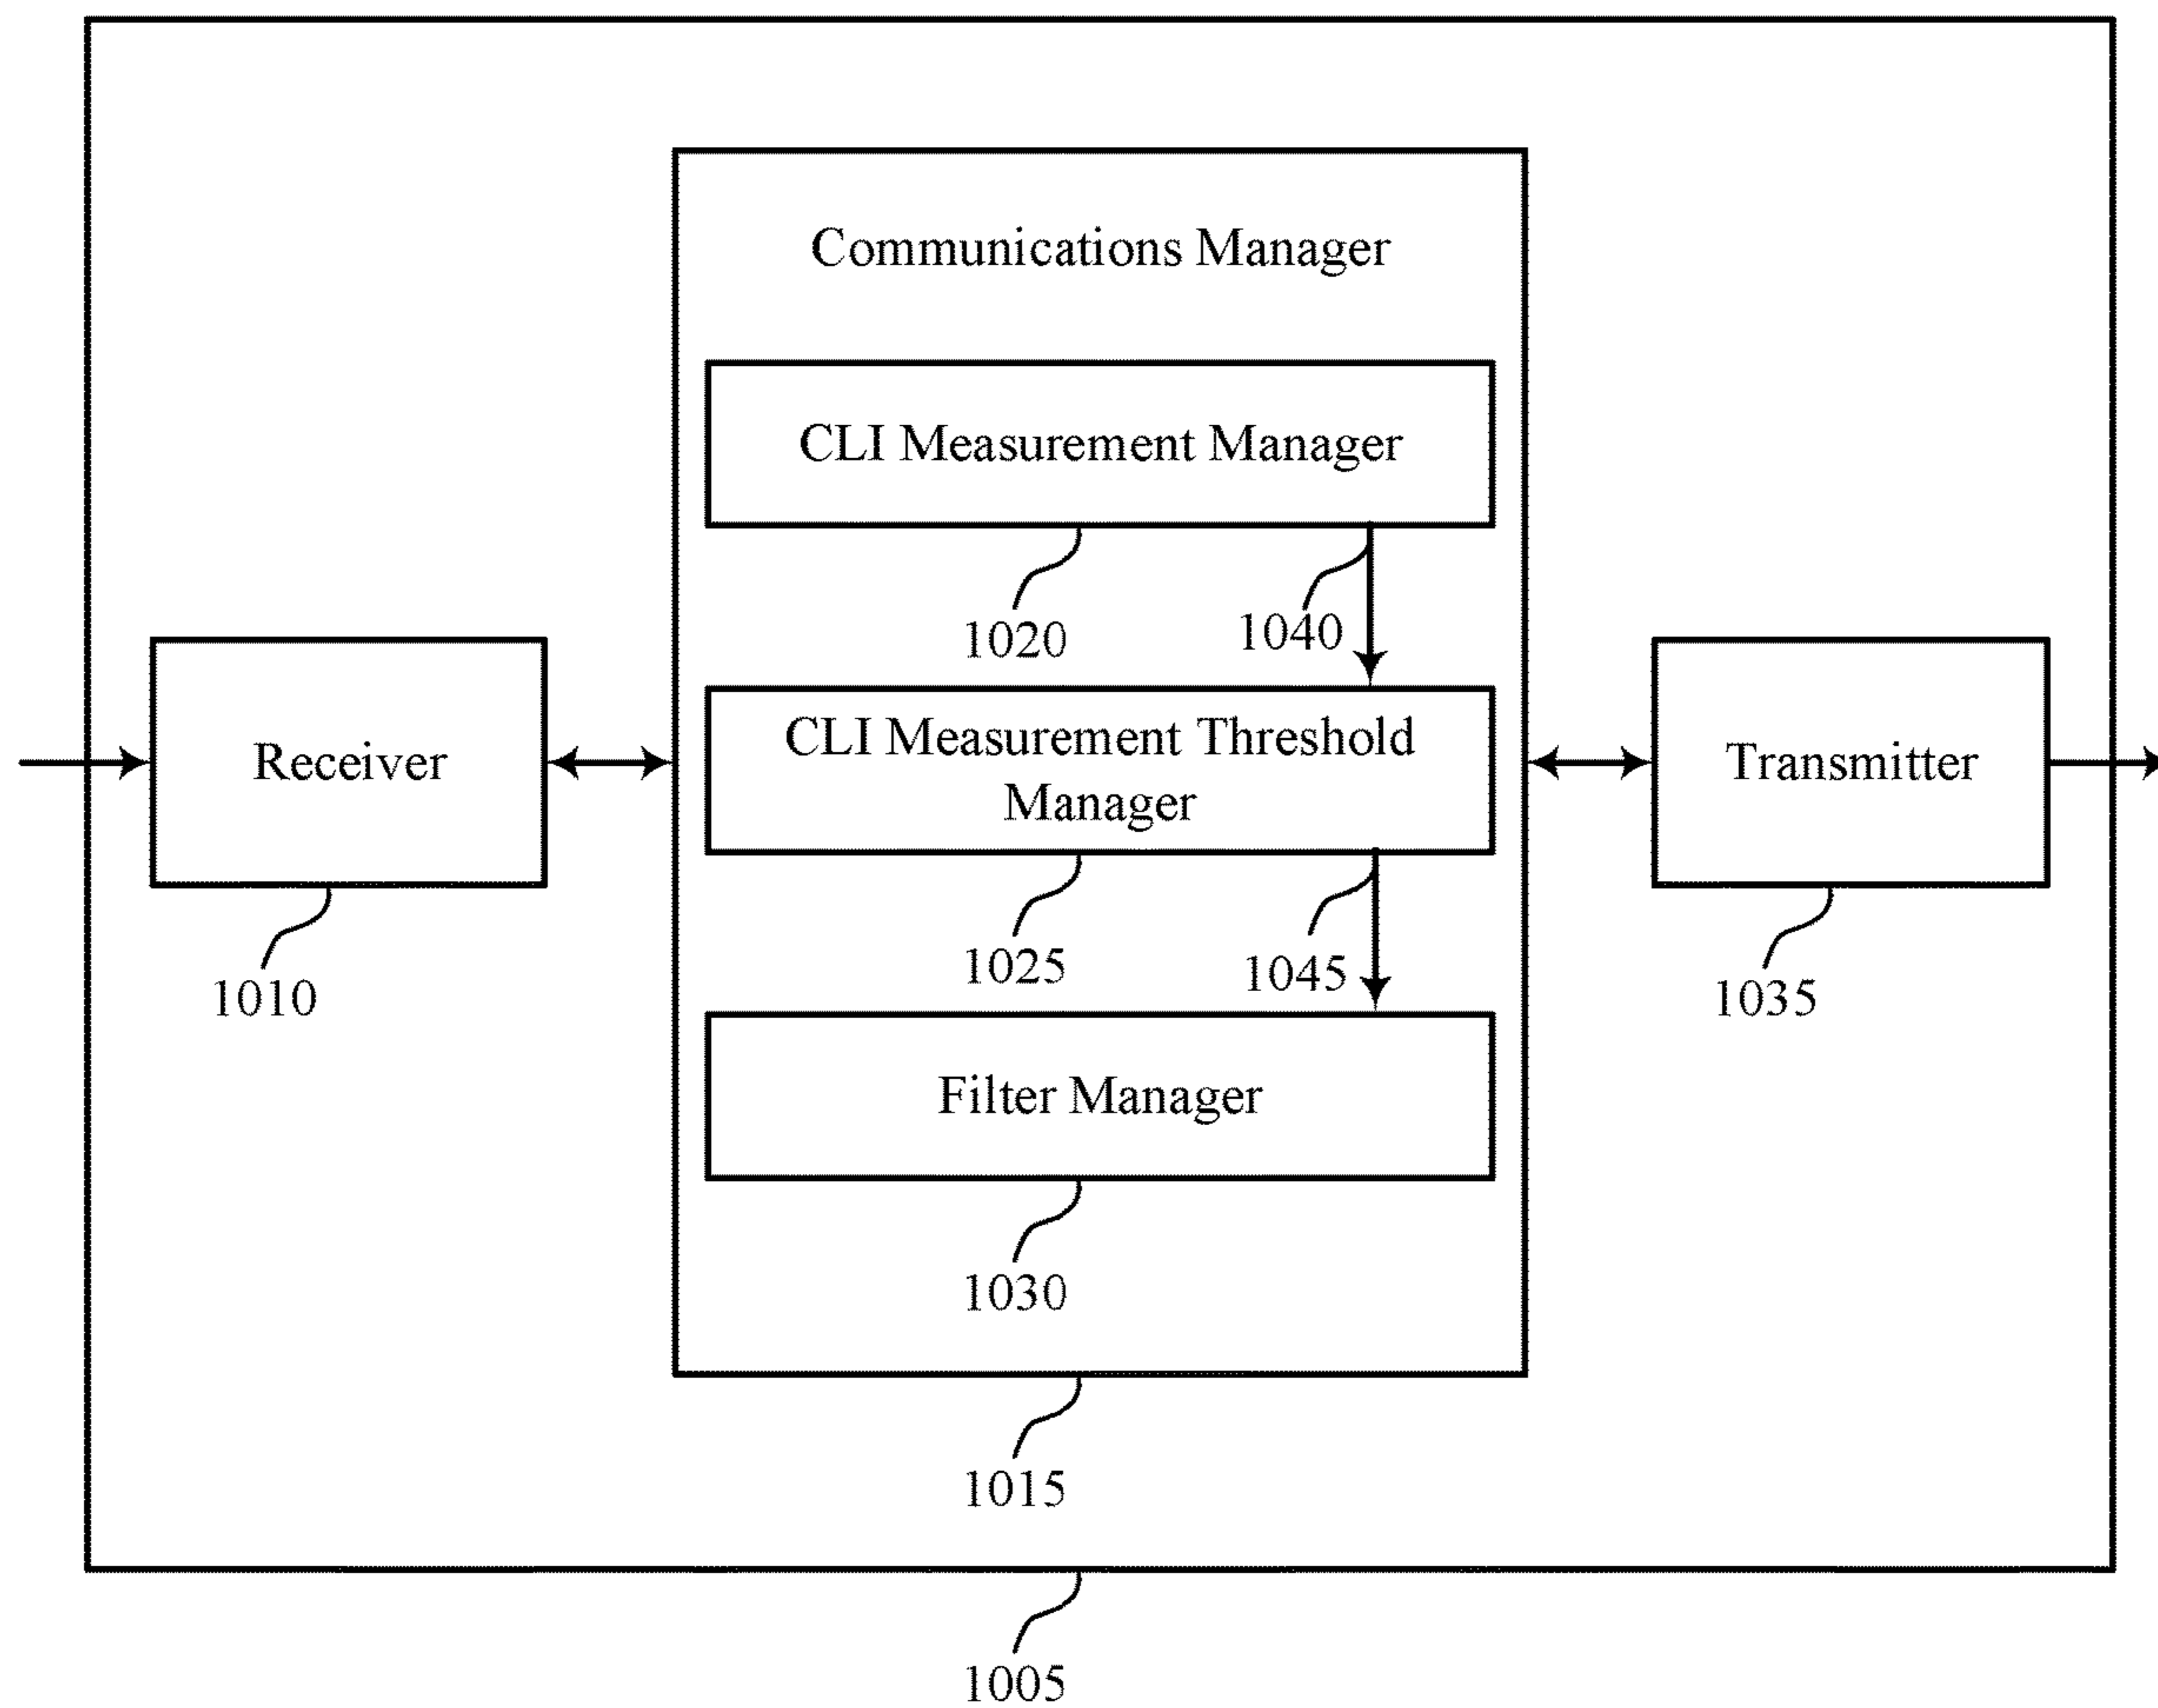 Communications Manager
CLI Measurement Manager
1020
1040
Receiver
1010
CLI Measurement Threshold
Manager
1025
1045
Transmitter
1035
Filter Manager
1030
1015
1005